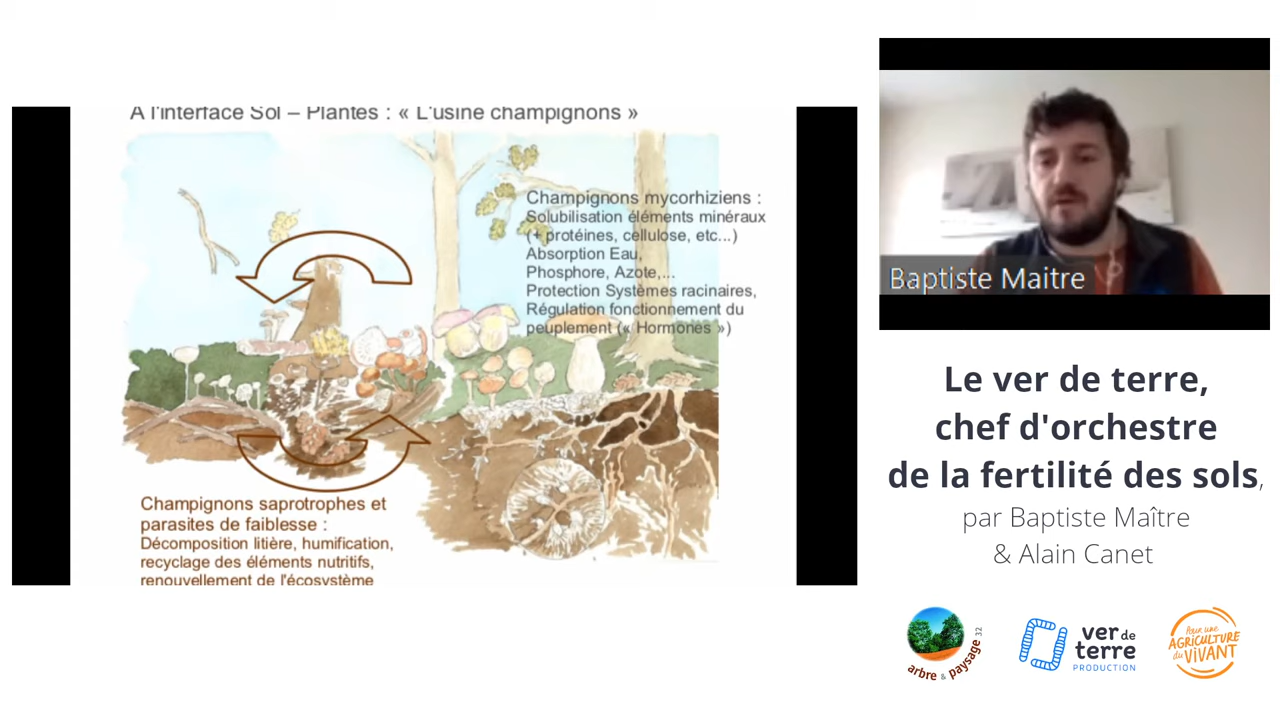 A l'interface Sol – Plantes : « L'usine champignons »
Champignons mycorhiziens :
Solubilisation éléments minéraux
(+ protéines, cellulose, etc...)
Absorption Eau,
Phosphore, Azote,...
Protection Systèmes racinaires,
Régulation fonctionnement du
peuplement (« Hormones »)
Champignons saprotrophes et
parasites de faiblesse :
Décomposition litière, humification,
recyclage des éléments nutritifs,
renouvellement de l'écosystème
Baptiste Maitre
Le ver de terre,
chef d'orchestre
de la fertilité des sols,
par Baptiste Maître
& Alain Canet
arbre & paysage 32
ver de
terre
PRODUCTION
Pour une
AGRICULTURE
du VIVANT